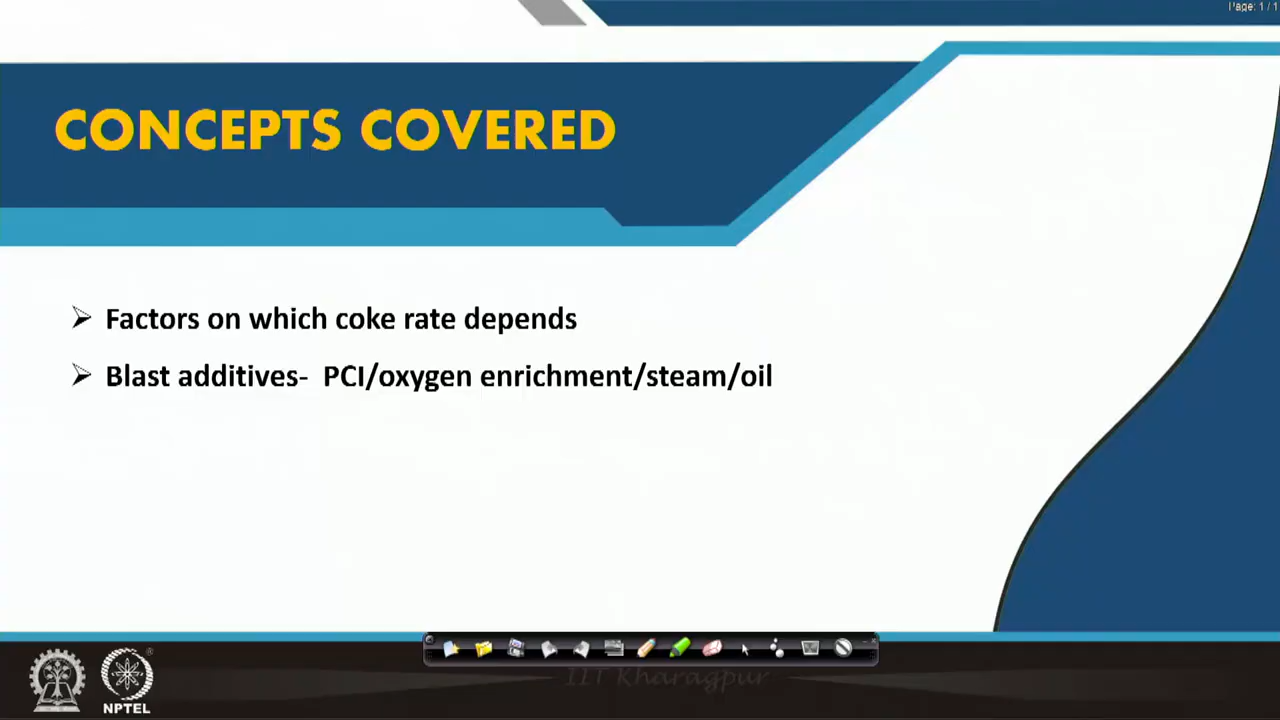 Page: 1 / 1
CONCEPTS COVERED
➢ Factors on which coke rate depends
➢ Blast additives- PCI/oxygen enrichment/steam/oil
IIT Kharagpur
NPTEL